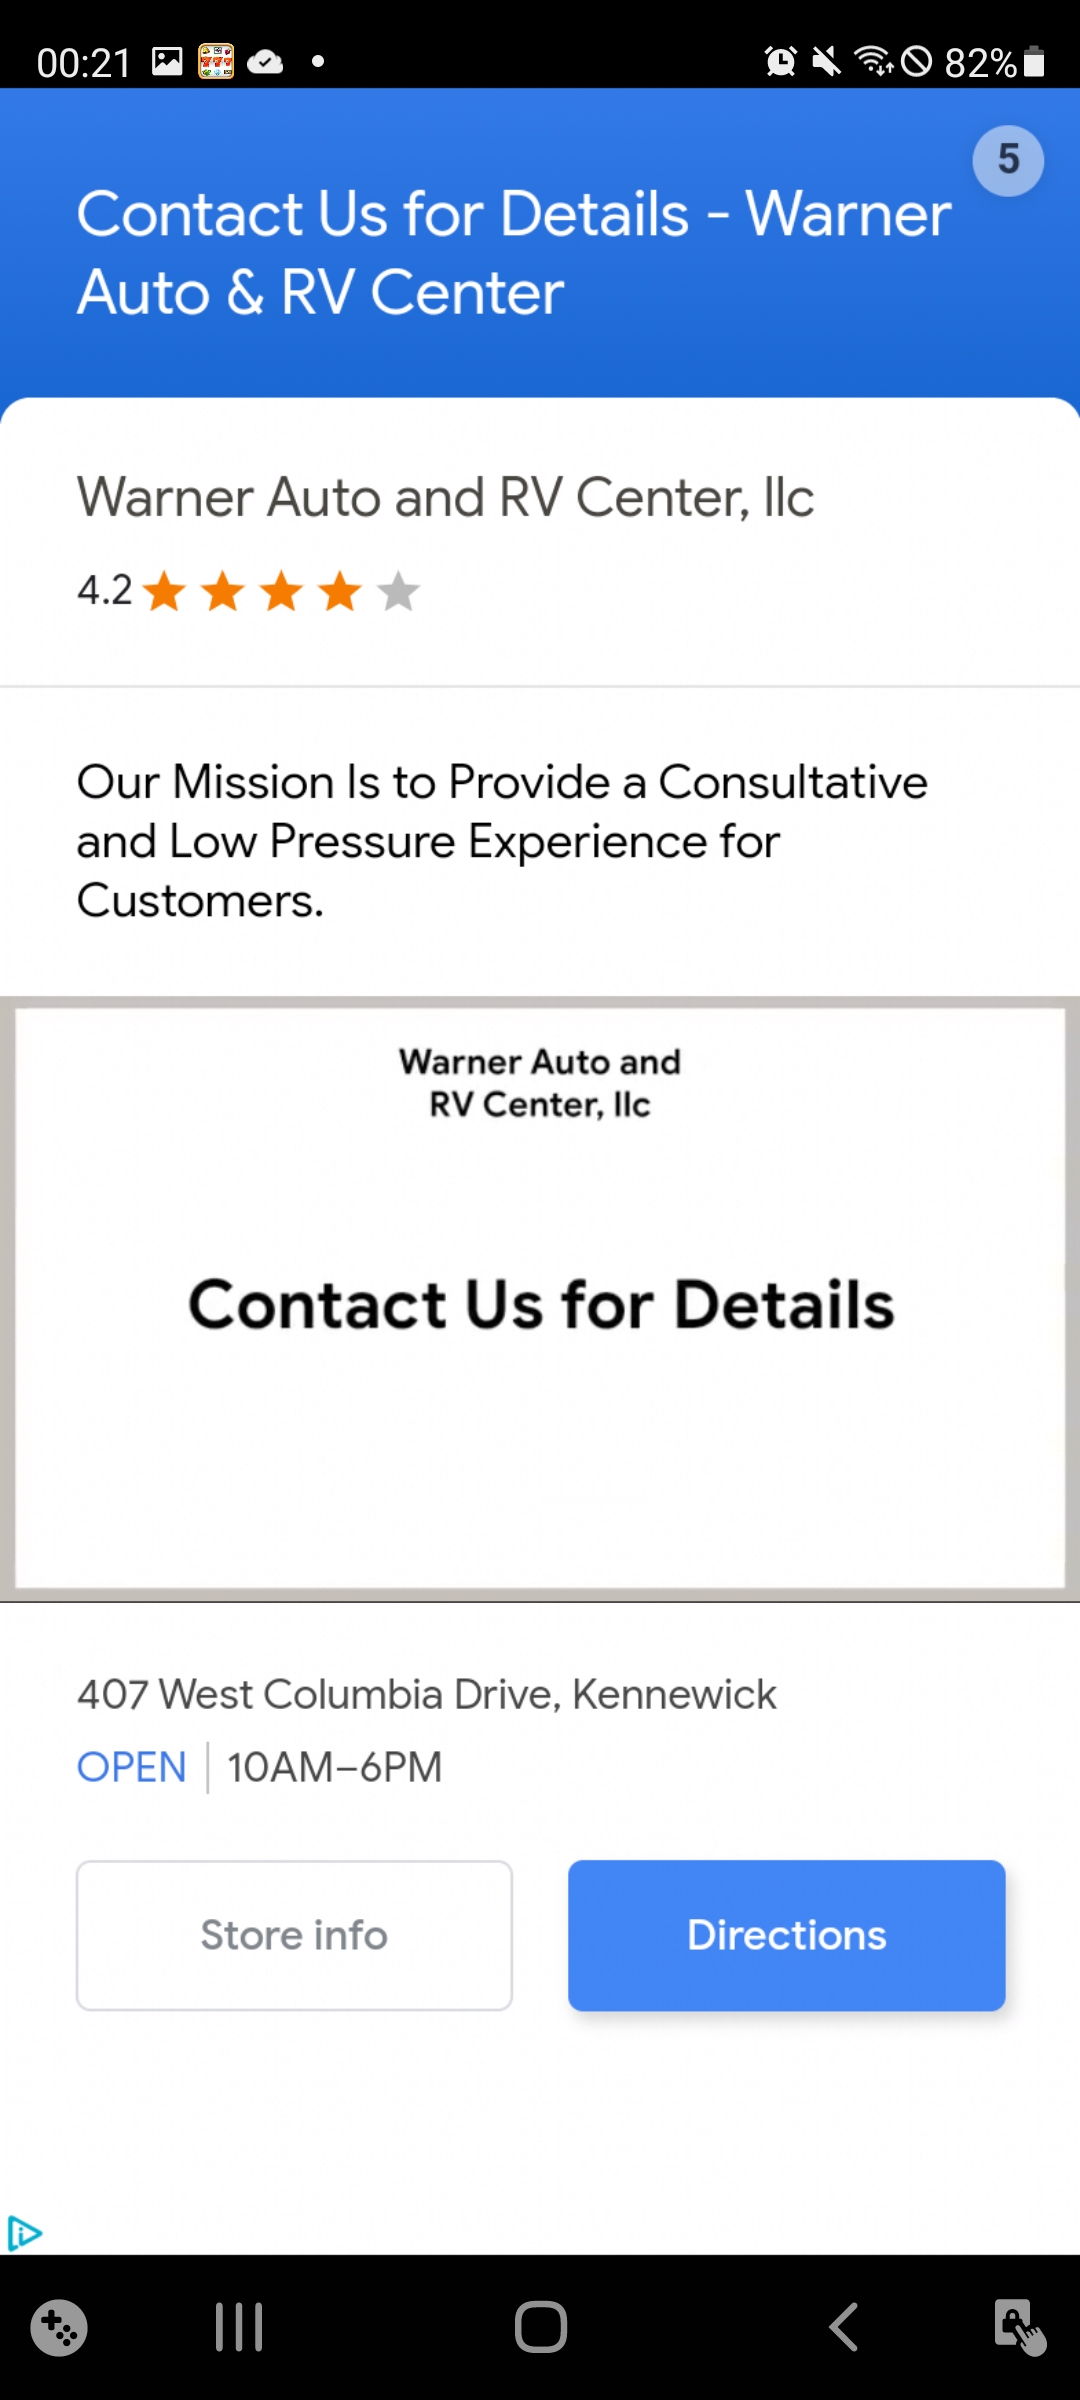 00:21
82%
5
Contact Us for Details - Warner
Auto & RV Center
Warner Auto and RV Center, llc
4.2
Our Mission Is to Provide a Consultative
and Low Pressure Experience for
Customers.
Warner Auto and
RV Center, llc
Contact Us for Details
407 West Columbia Drive, Kennewick
OPEN | 10AM–6PM
Store info
Directions